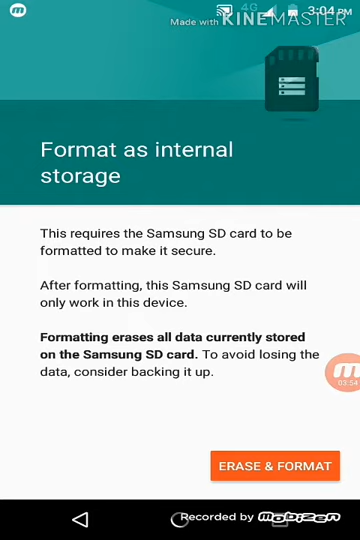 4G 3:04 PM
Made with KINEMASTER
Format as internal
storage
This requires the Samsung SD card to be
formatted to make it secure.
After formatting, this Samsung SD card will
only work in this device.
Formatting erases all data currently stored
on the Samsung SD card. To avoid losing the
data, consider backing it up.
03:54
ERASE & FORMAT
Recorded by mobizen